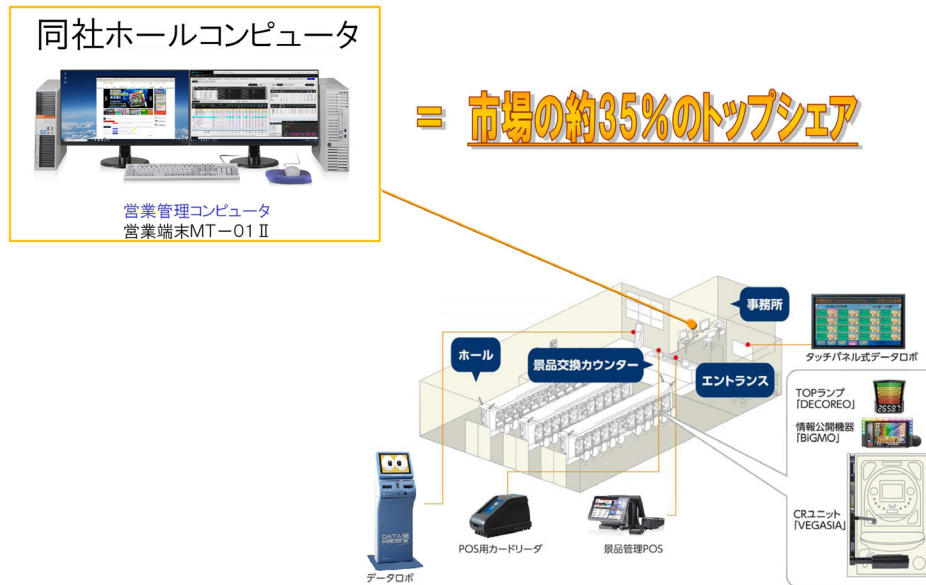 同社ホールコンピュータ
= 市場の約35%のトップシェア
営業管理コンピュータ
営業端末MT-01Ⅱ
事務所
ホール
景品交換カウンター
エントランス
タッチパネル式データロボ
TOPランプ
「DECOREO」
26587
情報公開機器
「BiGMO」
CRユニット
「VEGASIA」
DATA
POS用カードリーダ
景品管理POS
データロボ